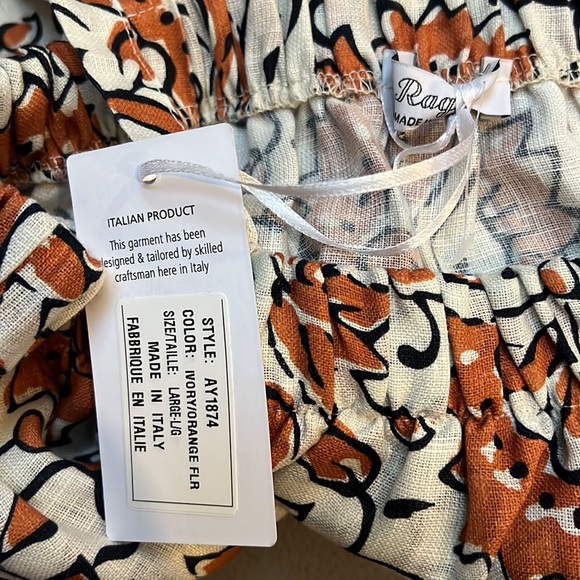 Rag
MADE
ITALIAN PRODUCT
This garment has been
designed & tailored by skilled
craftsman here in Italy
STYLE: AY1874
COLOR: IVORY/ORANGE FLR
SIZE/TAILLE: LARGE-L/G
MADE IN ITALY
FABBRIQUE EN ITALIE